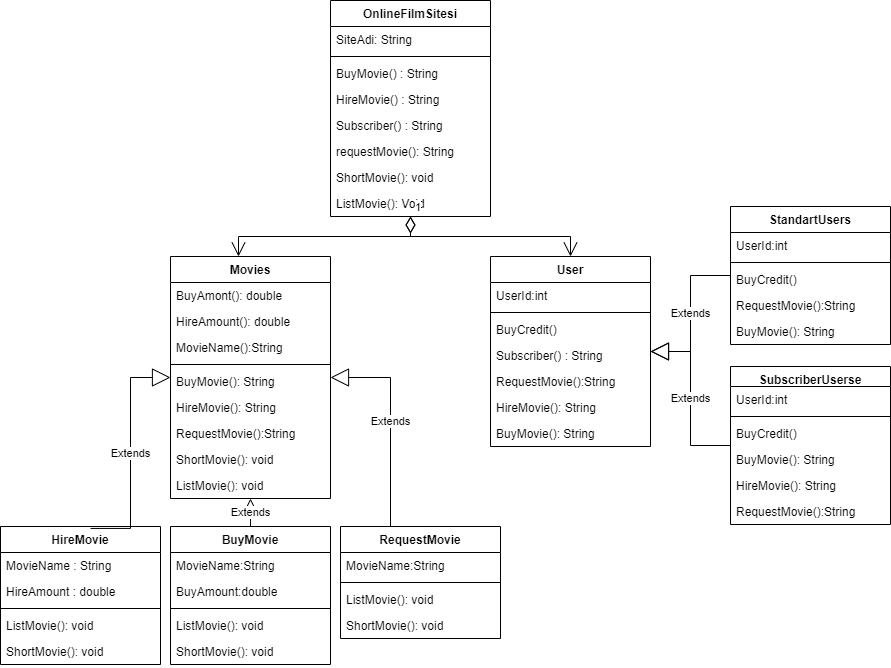 OnlineFilmSitesi
SiteAdi: String
BuyMovie() : String
HireMovie() : String
Subscriber() : String
requestMovie(): String
ShortMovie(): void
ListMovie():
1
Movies
BuyAmont(): double
HireAmount(): double
MovieName():String
BuyMovie(): String
HireMovie(): String
RequestMovie():String
ShortMovie(): void
ListMovie(): void
User
UserId:int
BuyCredit()
Subscriber() : String
RequestMovie():String
HireMovie(): String
BuyMovie(): String
StandartUsers
UserId:int
BuyCredit()
RequestMovie():String
BuyMovie(): String
Extends
Extends
SubscriberUserse
UserId:int
BuyCredit()
BuyMovie(): String
HireMovie(): String
RequestMovie():String
Extends
Extends
Extends
HireMovie
MovieName : String
HireAmount : double
ListMovie(): void
ShortMovie(): void
BuyMovie
MovieName:String
BuyAmount:double
ListMovie(): void
ShortMovie(): void
RequestMovie
MovieName:String
ListMovie(): void
ShortMovie(): void